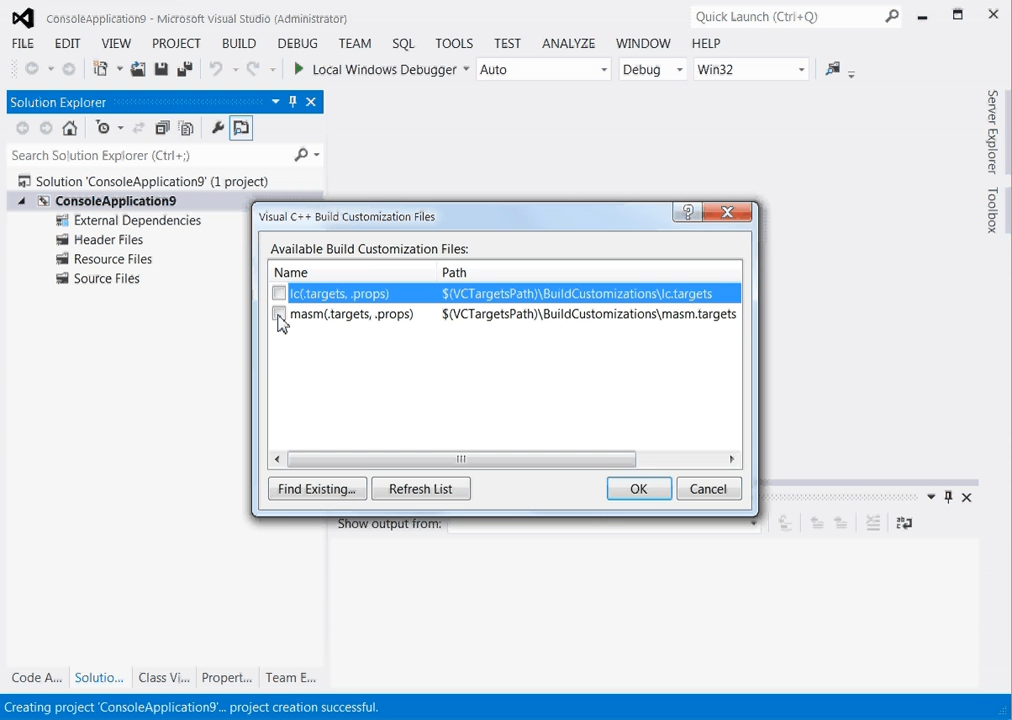 ConsoleApplication9 - Microsoft Visual Studio (Administrator)
Quick Launch (Ctrl+Q)
FILE EDIT VIEW PROJECT BUILD DEBUG TEAM SQL TOOLS TEST ANALYZE WINDOW HELP
Local Windows Debugger Auto Debug Win32
Solution Explorer
Search Solution Explorer (Ctrl+;)
Solution 'ConsoleApplication9' (1 project)
ConsoleApplication9
External Dependencies
Header Files
Resource Files
Source Files
Server Explorer
Toolbox
Visual C++ Build Customization Files
Available Build Customization Files:
Name Path
lc(.targets, .props) $(VCTargetsPath)\BuildCustomizations\lc.targets
masm(.targets, .props) $(VCTargetsPath)\BuildCustomizations\masm.targets
Find Existing... Refresh List OK Cancel
Show output from:
Code A... Solutio... Class Vi... Propert... Team E...
Creating project 'ConsoleApplication9'... project creation successful.